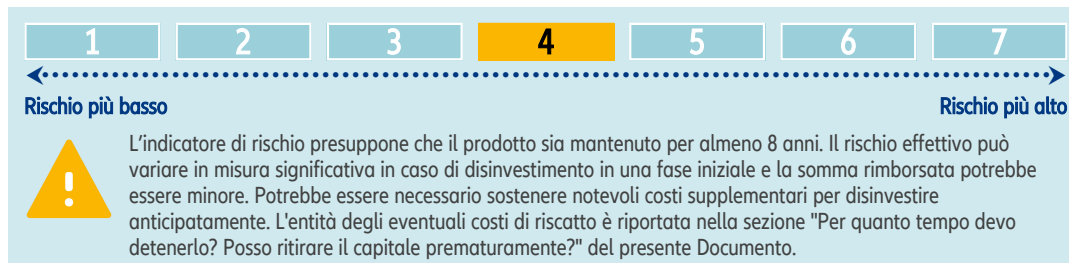 1 2 3 4 5 6 7
Rischio più basso Rischio più alto
L'indicatore di rischio presuppone che il prodotto sia mantenuto per almeno 8 anni. Il rischio effettivo può
variare in misura significativa in caso di disinvestimento in una fase iniziale e la somma rimborsata potrebbe
essere minore. Potrebbe essere necessario sostenere notevoli costi supplementari per disinvestire
anticipatamente. L'entità degli eventuali costi di riscatto è riportata nella sezione "Per quanto tempo devo
detenerlo? Posso ritirare il capitale prematuramente?" del presente Documento.